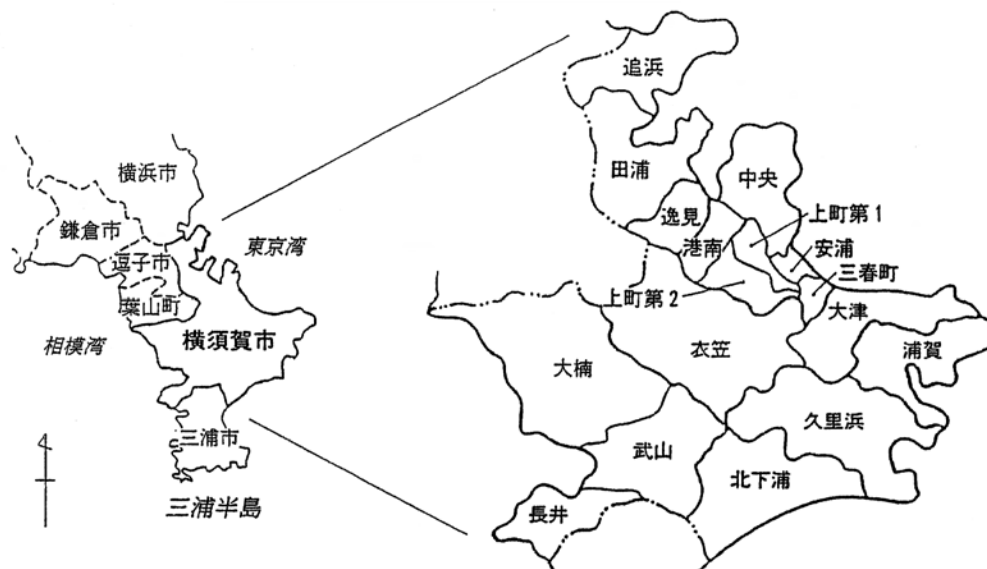 横浜市
鎌倉市
東京湾
逗子市
葉山町
横須賀市
相模湾
三浦市
三浦半島
追浜
田浦
中央
逸見
上町第1
港南
安浦
三春町
上町第2
大津
衣笠
浦賀
大楠
久里浜
武山
北下浦
長井